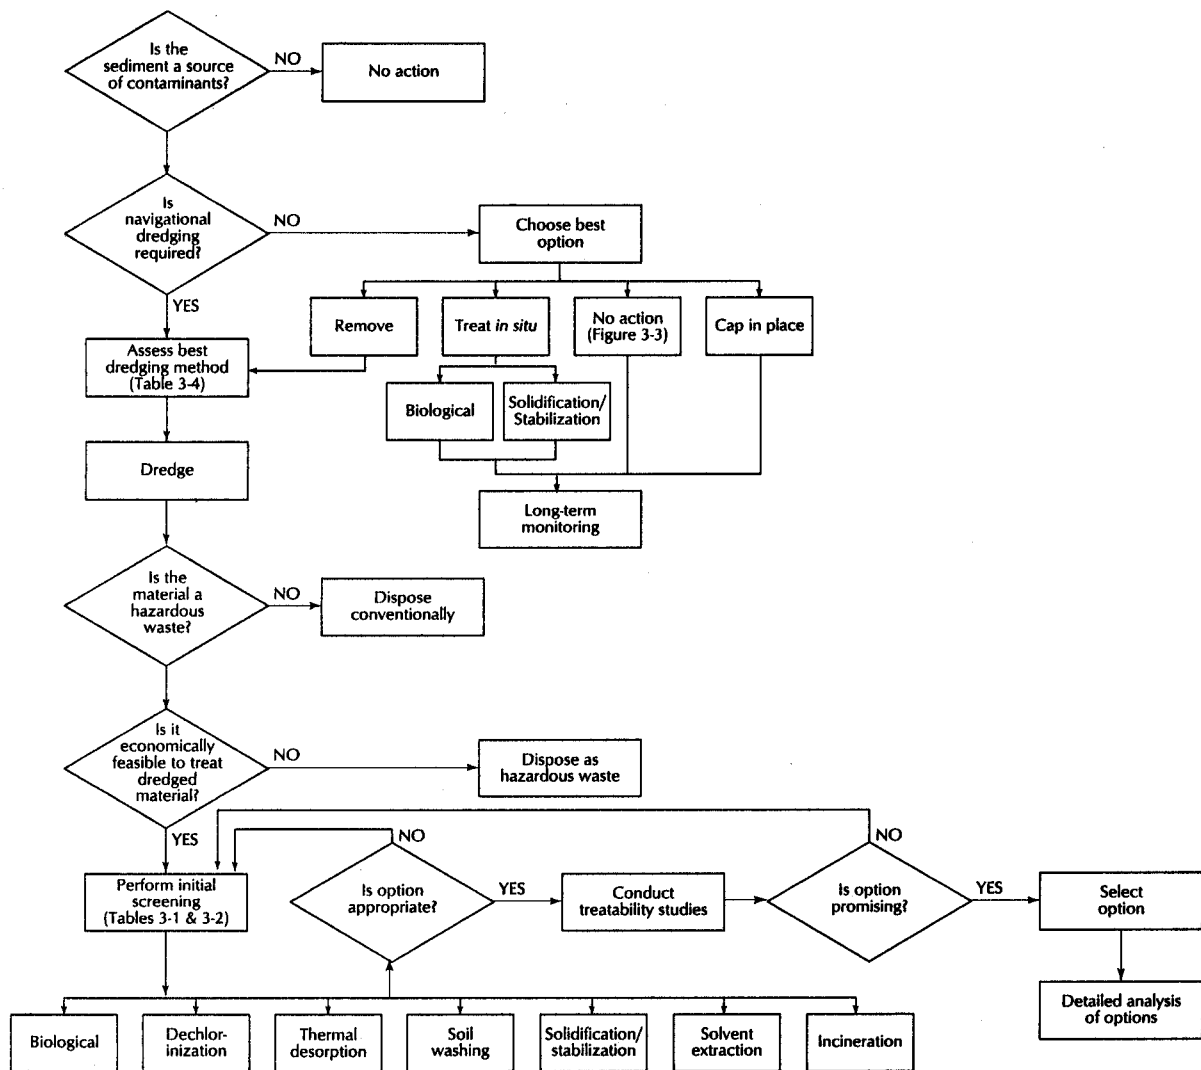 Is the
sediment a source
of contaminants?
NO
No action
Is
navigational
dredging
required?
NO
Choose best
option
YES
Remove
Treat in situ
No action
(Figure 3-3)
Cap in place
Assess best
dredging method
(Table 3-4)
Biological
Solidification/
Stabilization
Dredge
Long-term
monitoring
Is the
material a
hazardous
waste?
NO
Dispose
conventionally
Is it
economically
feasible to treat
dredged
material?
NO
Dispose as
hazardous waste
YES
NO
NO
Perform initial
screening
(Tables 3-1 & 3-2)
Is option
appropriate?
YES
Conduct
treatability studies
Is option
promising?
YES
Select
option
Detailed analysis
of options
Biological
Dechlor-
inization
Thermal
desorption
Soil
washing
Solidification/
stabilization
Solvent
extraction
Incineration